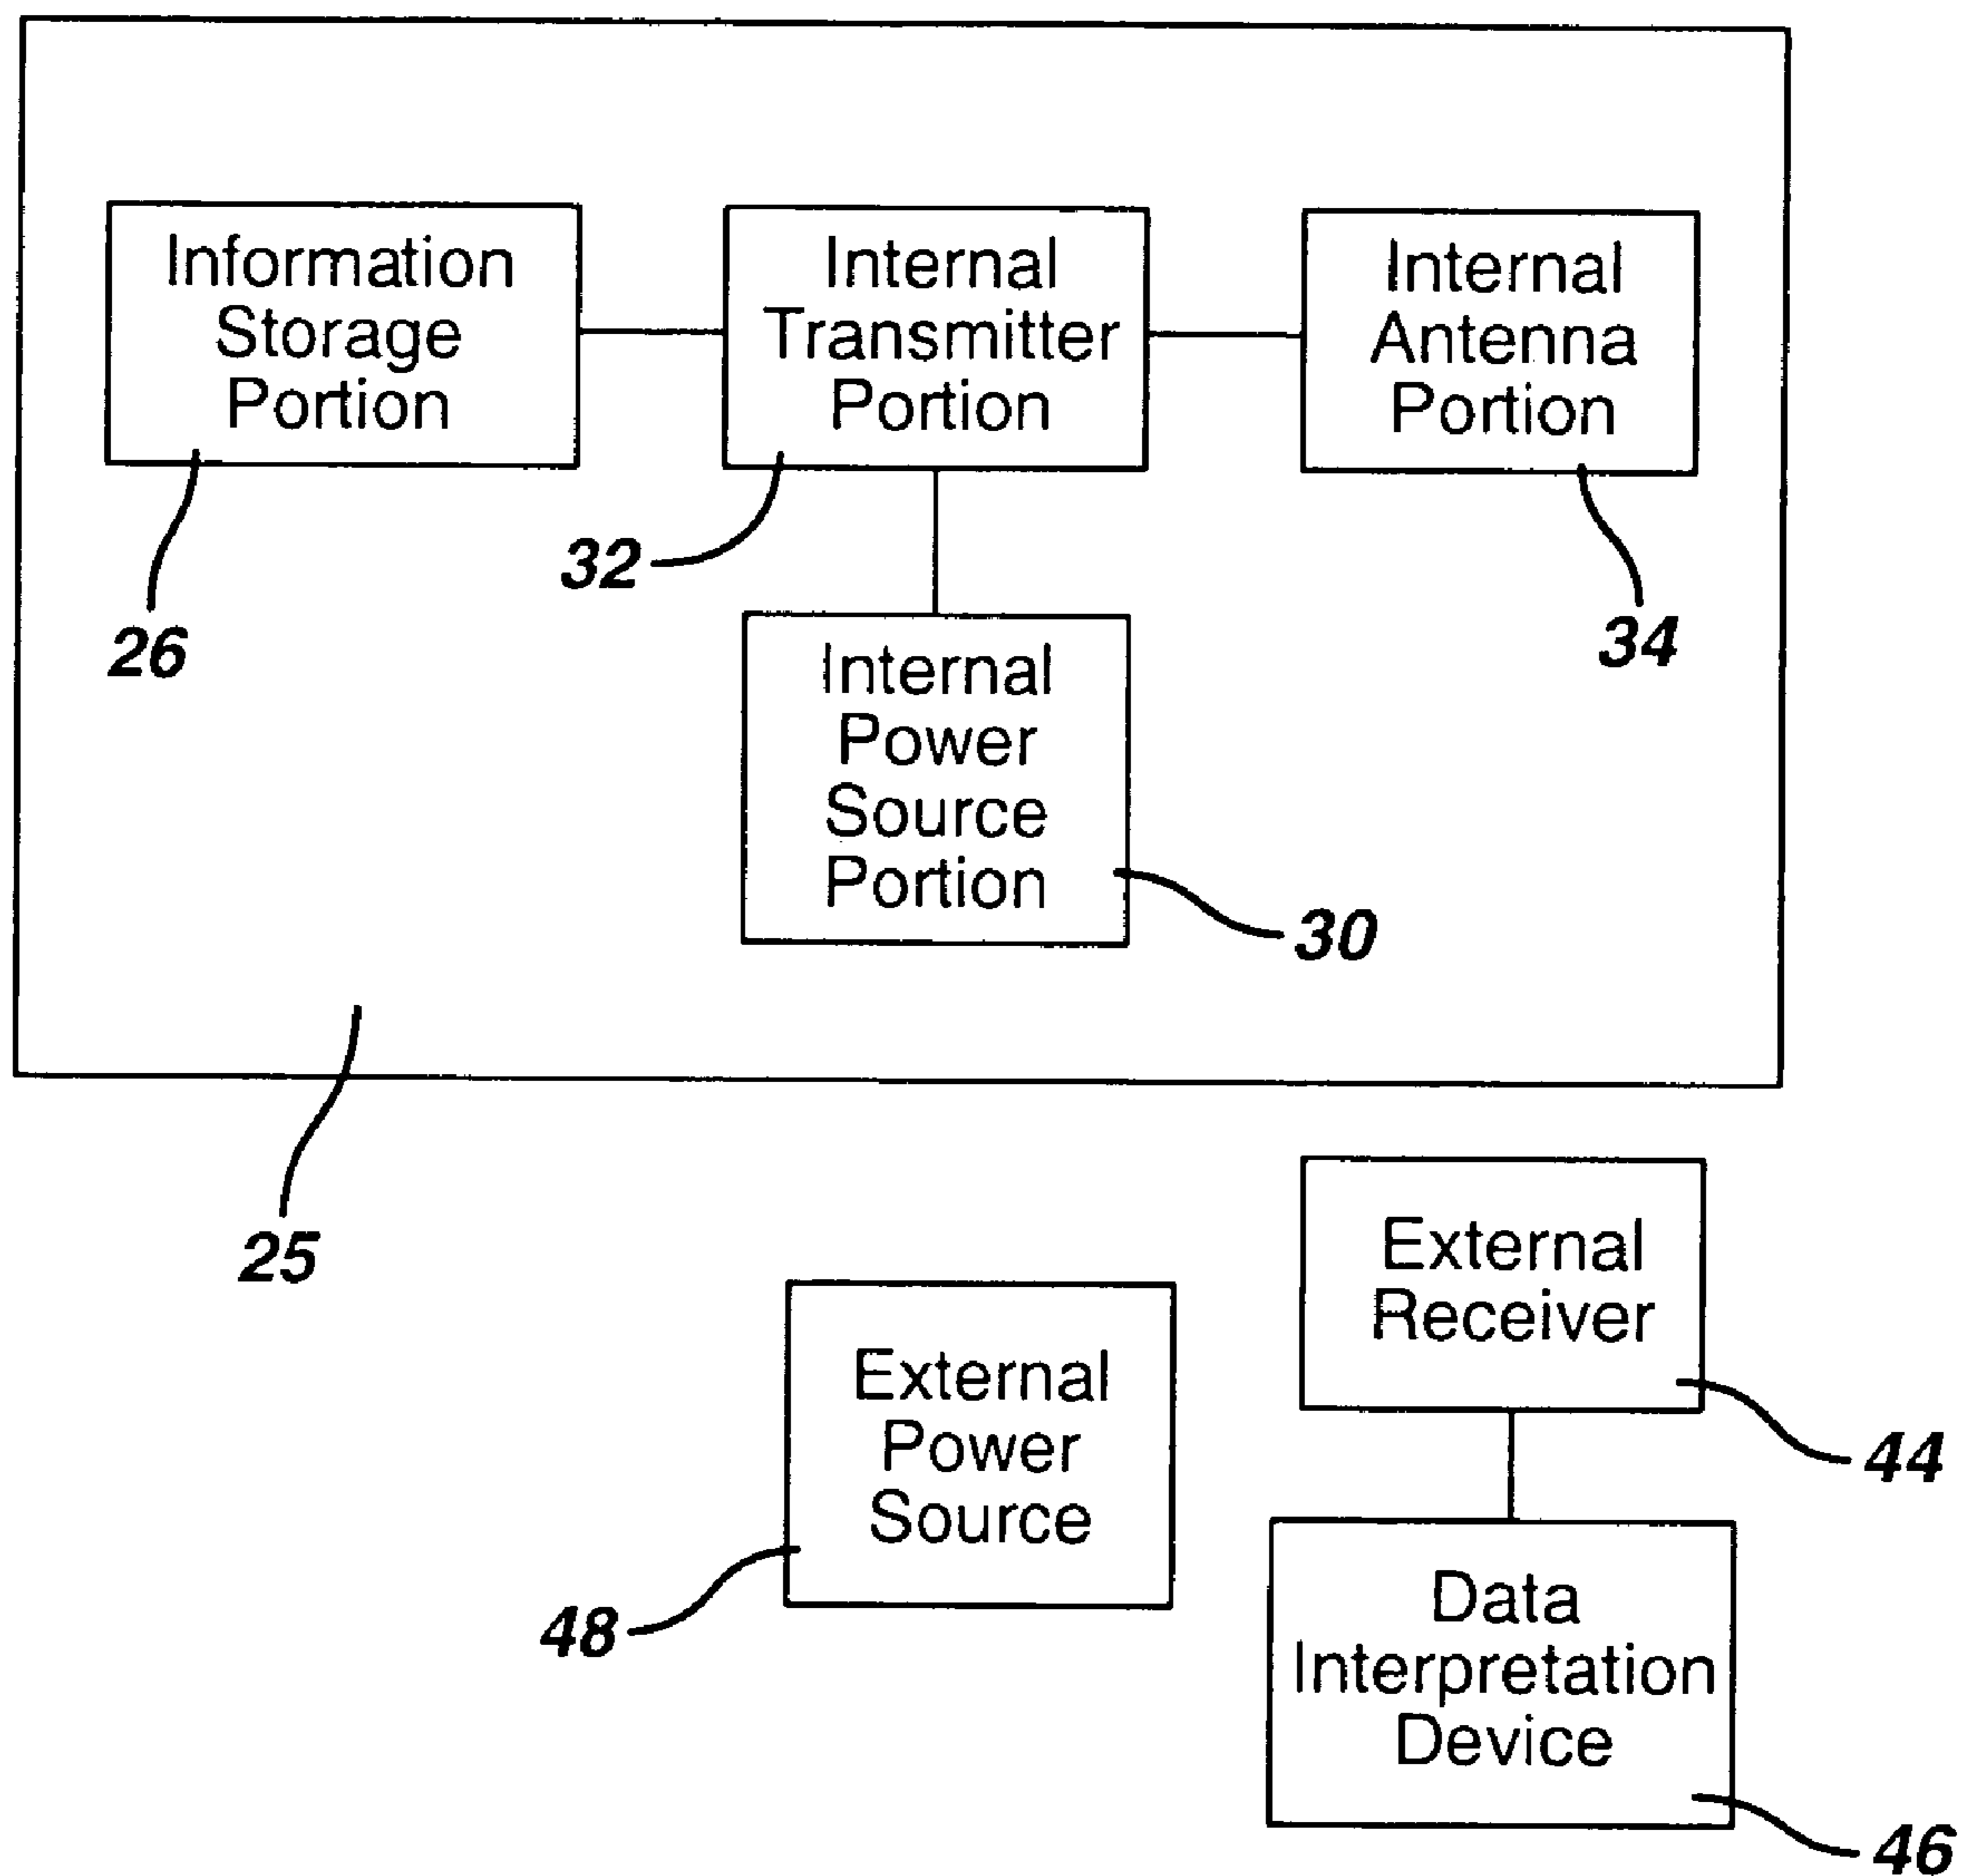 Information
Storage
Portion
Internal
Transmitter
Portion
Internal
Antenna
Portion
26
32
34
Internal
Power
Source
Portion
30
25
External
Receiver
44
External
Power
Source
48
Data
Interpretation
Device
46